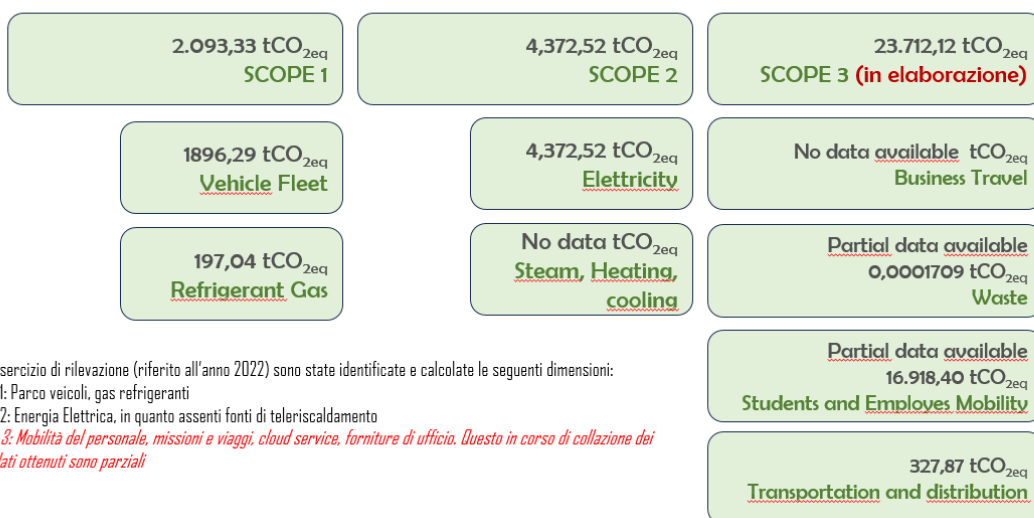 2.093,33 tCO2eq
SCOPE 1
4,372,52 tCO2eq
SCOPE 2
23.712,12 tCO2eq
SCOPE 3 (in elaborazione)
1896,29 tCO2eq
Vehicle Fleet
4,372,52 tCO2eq
Elettricity
No data available tCO2eq
Business Travel
197,04 tCO2eq
Refrigerant Gas
No data tCO2eq
Steam, Heating,
cooling
Partial data available
0,0001709 tCO2eq
Waste
Partial data available
16.918,40 tCO2eq
Students and Employes Mobility
327,87 tCO2eq
Transportation and distribution
sercizio di rilevazione (riferito all'anno 2022) sono state identificate e calcolate le seguenti dimensioni:
1: Parco veicoli, gas refrigeranti
2: Energia Elettrica, in quanto assenti fonti di teleriscaldamento
3: Mobilità del personale, missioni e viaggi, cloud service, forniture di ufficio. Questo in corso di collazione dei
lati ottenuti sono parziali